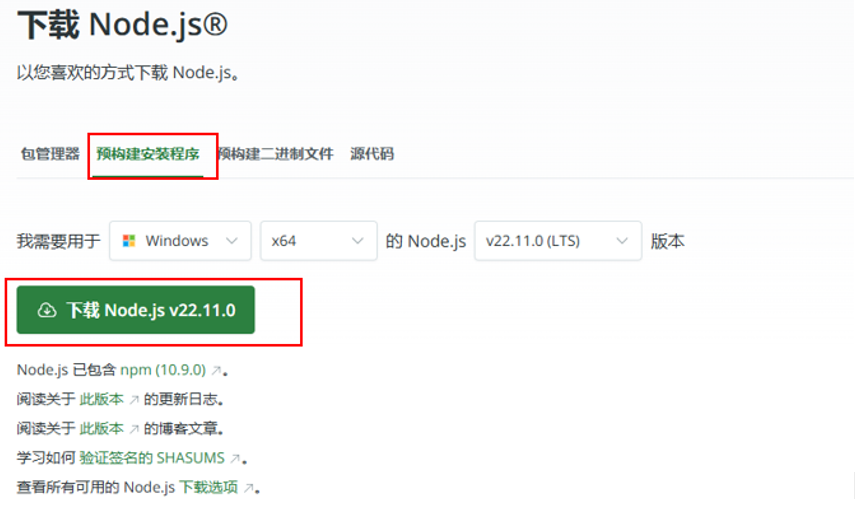 下载 Node.js®
以您喜欢的方式下载 Node.js。
包管理器 预构建安装程序 预构建二进制文件 源代码
我需要用于 Windows x64 的 Node.js v22.11.0 (LTS) 版本
下载 Node.js v22.11.0
Node.js 已包含 npm (10.9.0) ↗。
阅读关于 此版本 ↗ 的更新日志。
阅读关于 此版本 ↗ 的博客文章。
学习如何 验证签名的 SHASUMS ↗。
查看所有可用的 Node.js 下载选项 ↗。